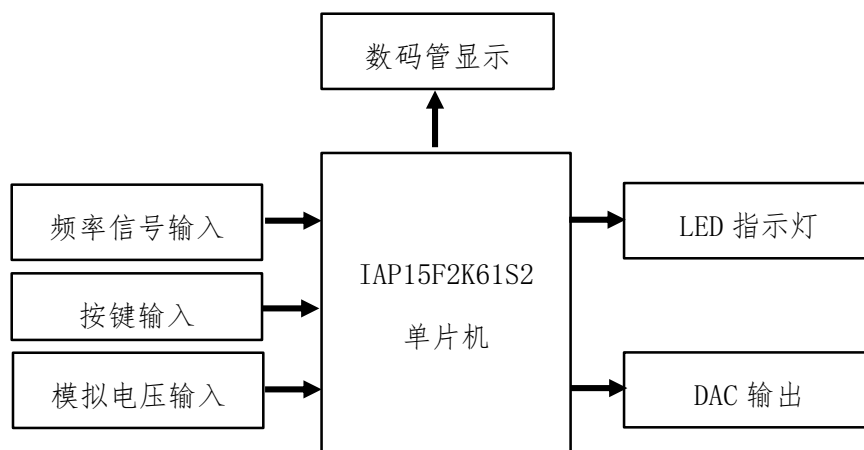 数码管显示
频率信号输入
按键输入
模拟电压输入
IAP15F2K61S2
单片机
LED 指示灯
DAC 输出